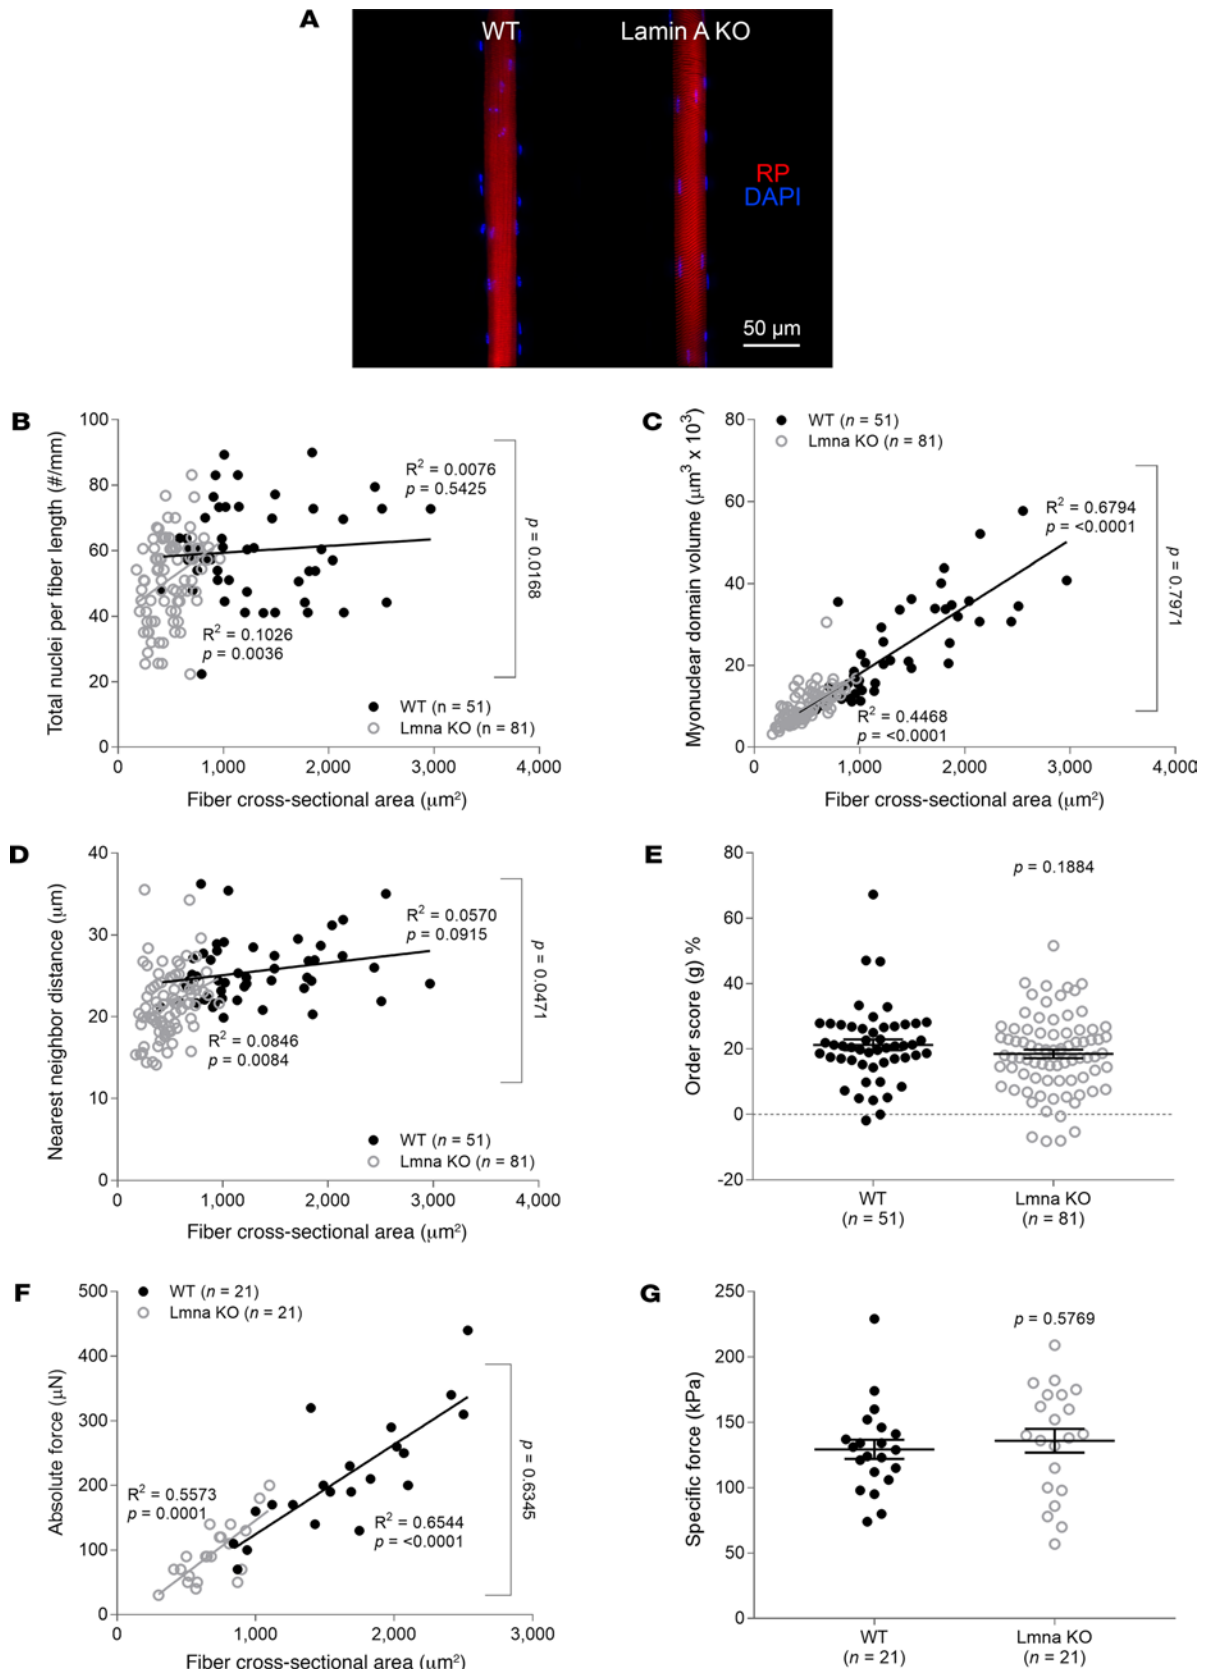 A
WT
Lamin A KO
RP
DAPI
50 µm
B
Total nuclei per fiber length (#/mm)
100
80
60
40
20
0
R² = 0.0076
p = 0.5425
p = 0.0168
R² = 0.1026
p = 0.0036
WT (n = 51)
Lmna KO (n = 81)
0
1,000
2,000
3,000
4,000
Fiber cross-sectional area (µm²)
C
Myonuclear domain volume (µm³ x 10³)
80
60
40
20
0
WT (n = 51)
Lmna KO (n = 81)
R² = 0.6794
p = <0.0001
p = 0.7971
R² = 0.4468
p = <0.0001
0
1,000
2,000
3,000
4,000
Fiber cross-sectional area (µm²)
D
Nearest neighbor distance (µm)
40
30
20
10
0
R² = 0.0570
p = 0.0915
p = 0.0471
R² = 0.0846
p = 0.0084
WT (n = 51)
Lmna KO (n = 81)
0
1,000
2,000
3,000
4,000
Fiber cross-sectional area (µm²)
E
Order score (g) %
80
60
40
20
0
-20
p = 0.1884
WT
(n = 51)
Lmna KO
(n = 81)
F
Absolute force (µN)
500
400
300
200
100
0
WT (n = 21)
Lmna KO (n = 21)
R² = 0.5573
p = 0.0001
R² = 0.6544
p = <0.0001
p = 0.6345
0
1,000
2,000
3,000
Fiber cross-sectional area (µm²)
G
Specific force (kPa)
250
200
150
100
50
0
p = 0.5769
WT
(n = 21)
Lmna KO
(n = 21)